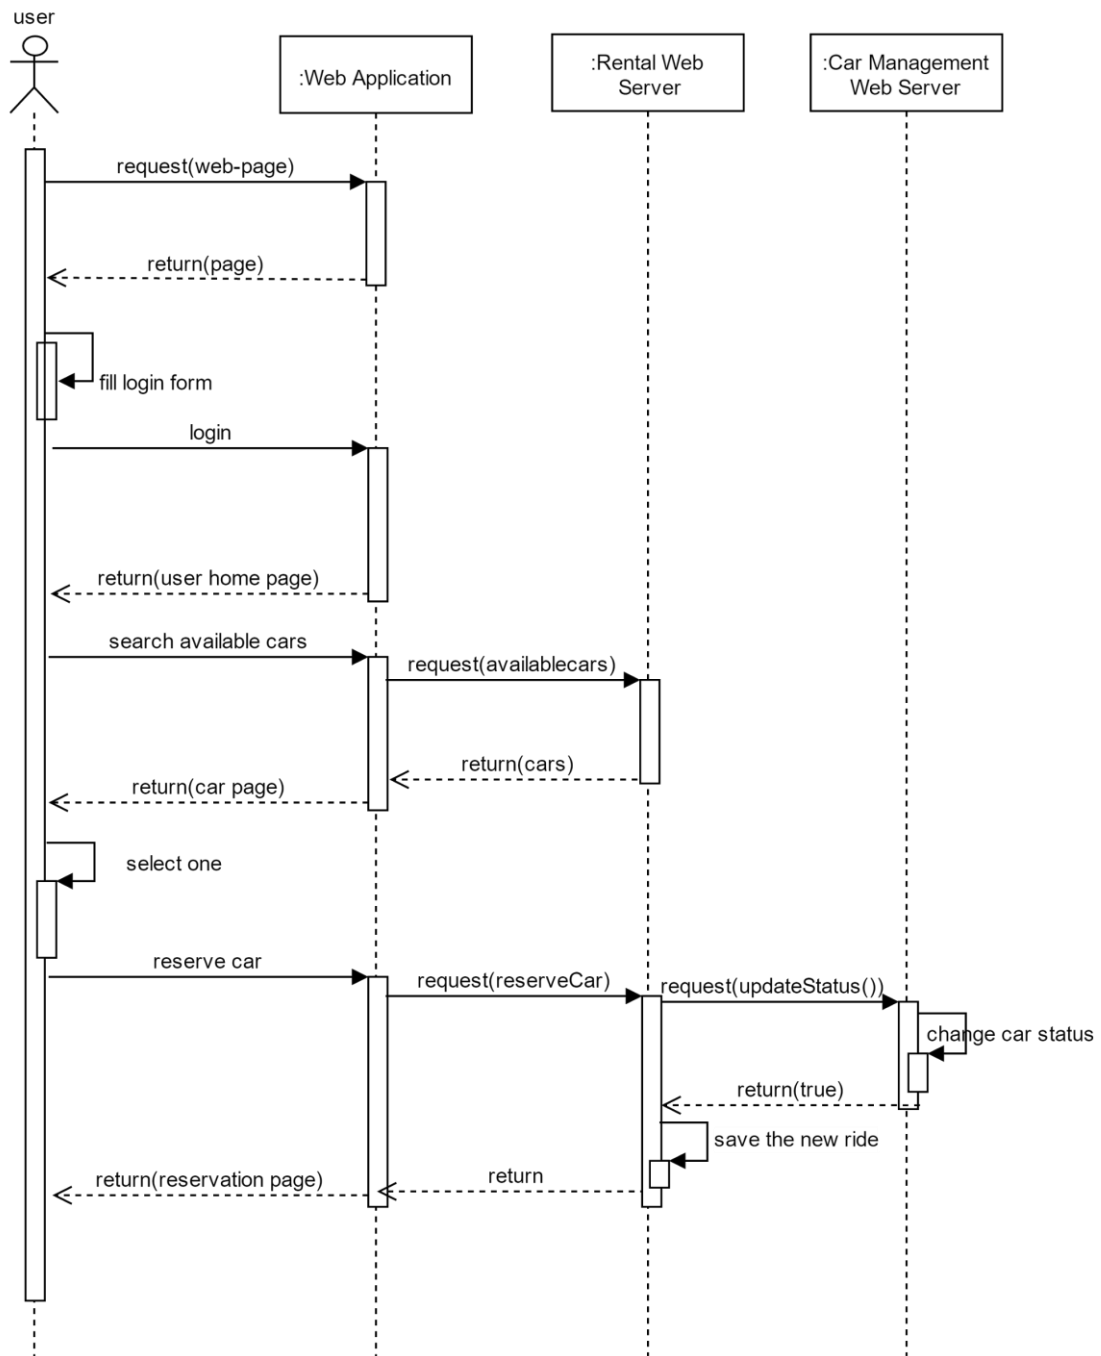 user
:Web Application
:Rental Web
Server
:Car Management
Web Server
request(web-page)
return(page)
fill login form
login
return(user home page)
search available cars
request(availablecars)
return(cars)
return(car page)
select one
reserve car
request(reserveCar)
request(updateStatus())
change car status
return(true)
save the new ride
return
return(reservation page)